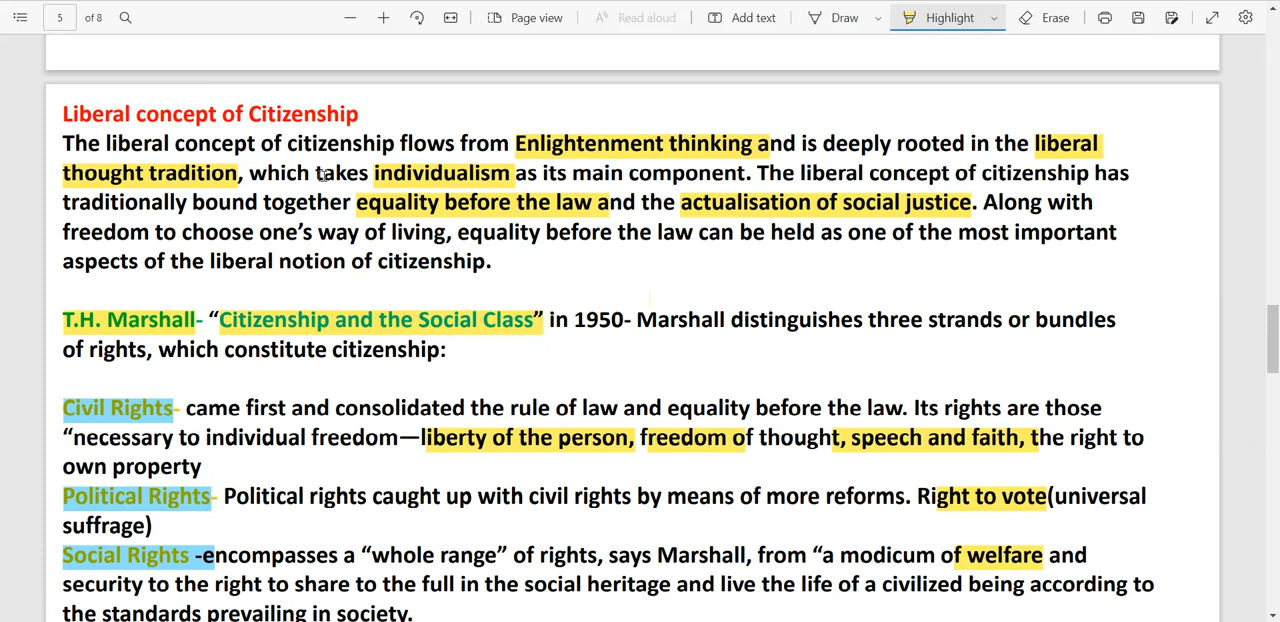 5 of 8 Page view Read aloud Add text Draw Highlight Erase
Liberal concept of Citizenship
The liberal concept of citizenship flows from Enlightenment thinking and is deeply rooted in the liberal
thought tradition, which takes individualism as its main component. The liberal concept of citizenship has
traditionally bound together equality before the law and the actualisation of social justice. Along with
freedom to choose one’s way of living, equality before the law can be held as one of the most important
aspects of the liberal notion of citizenship.
T.H. Marshall- “Citizenship and the Social Class” in 1950- Marshall distinguishes three strands or bundles
of rights, which constitute citizenship:
Civil Rights- came first and consolidated the rule of law and equality before the law. Its rights are those
“necessary to individual freedom—liberty of the person, freedom of thought, speech and faith, the right to
own property
Political Rights- Political rights caught up with civil rights by means of more reforms. Right to vote(universal
suffrage)
Social Rights -encompasses a “whole range” of rights, says Marshall, from “a modicum of welfare and
security to the right to share to the full in the social heritage and live the life of a civilized being according to
the standards prevailing in society.